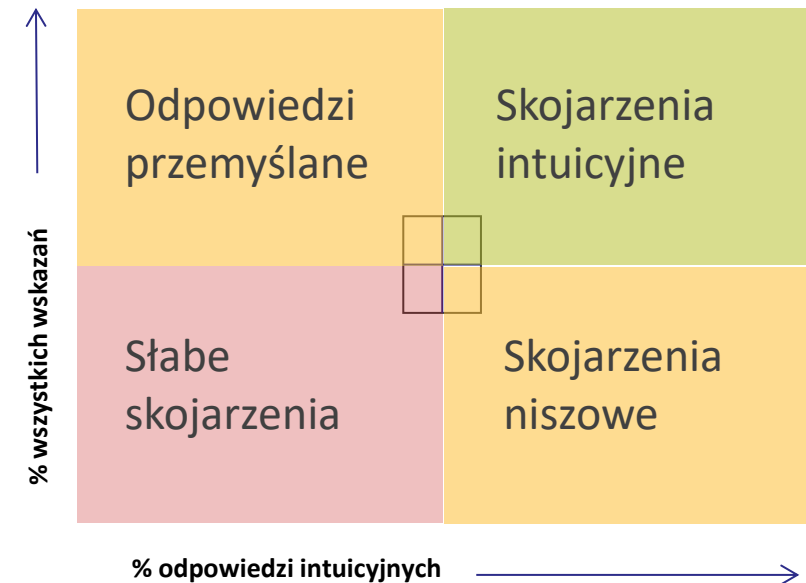 Odpowiedzi
przemyślane
Skojarzenia
intuicyjne
% wszystkich wskazań
Słabe
skojarzenia
Skojarzenia
niszowe
% odpowiedzi intuicyjnych